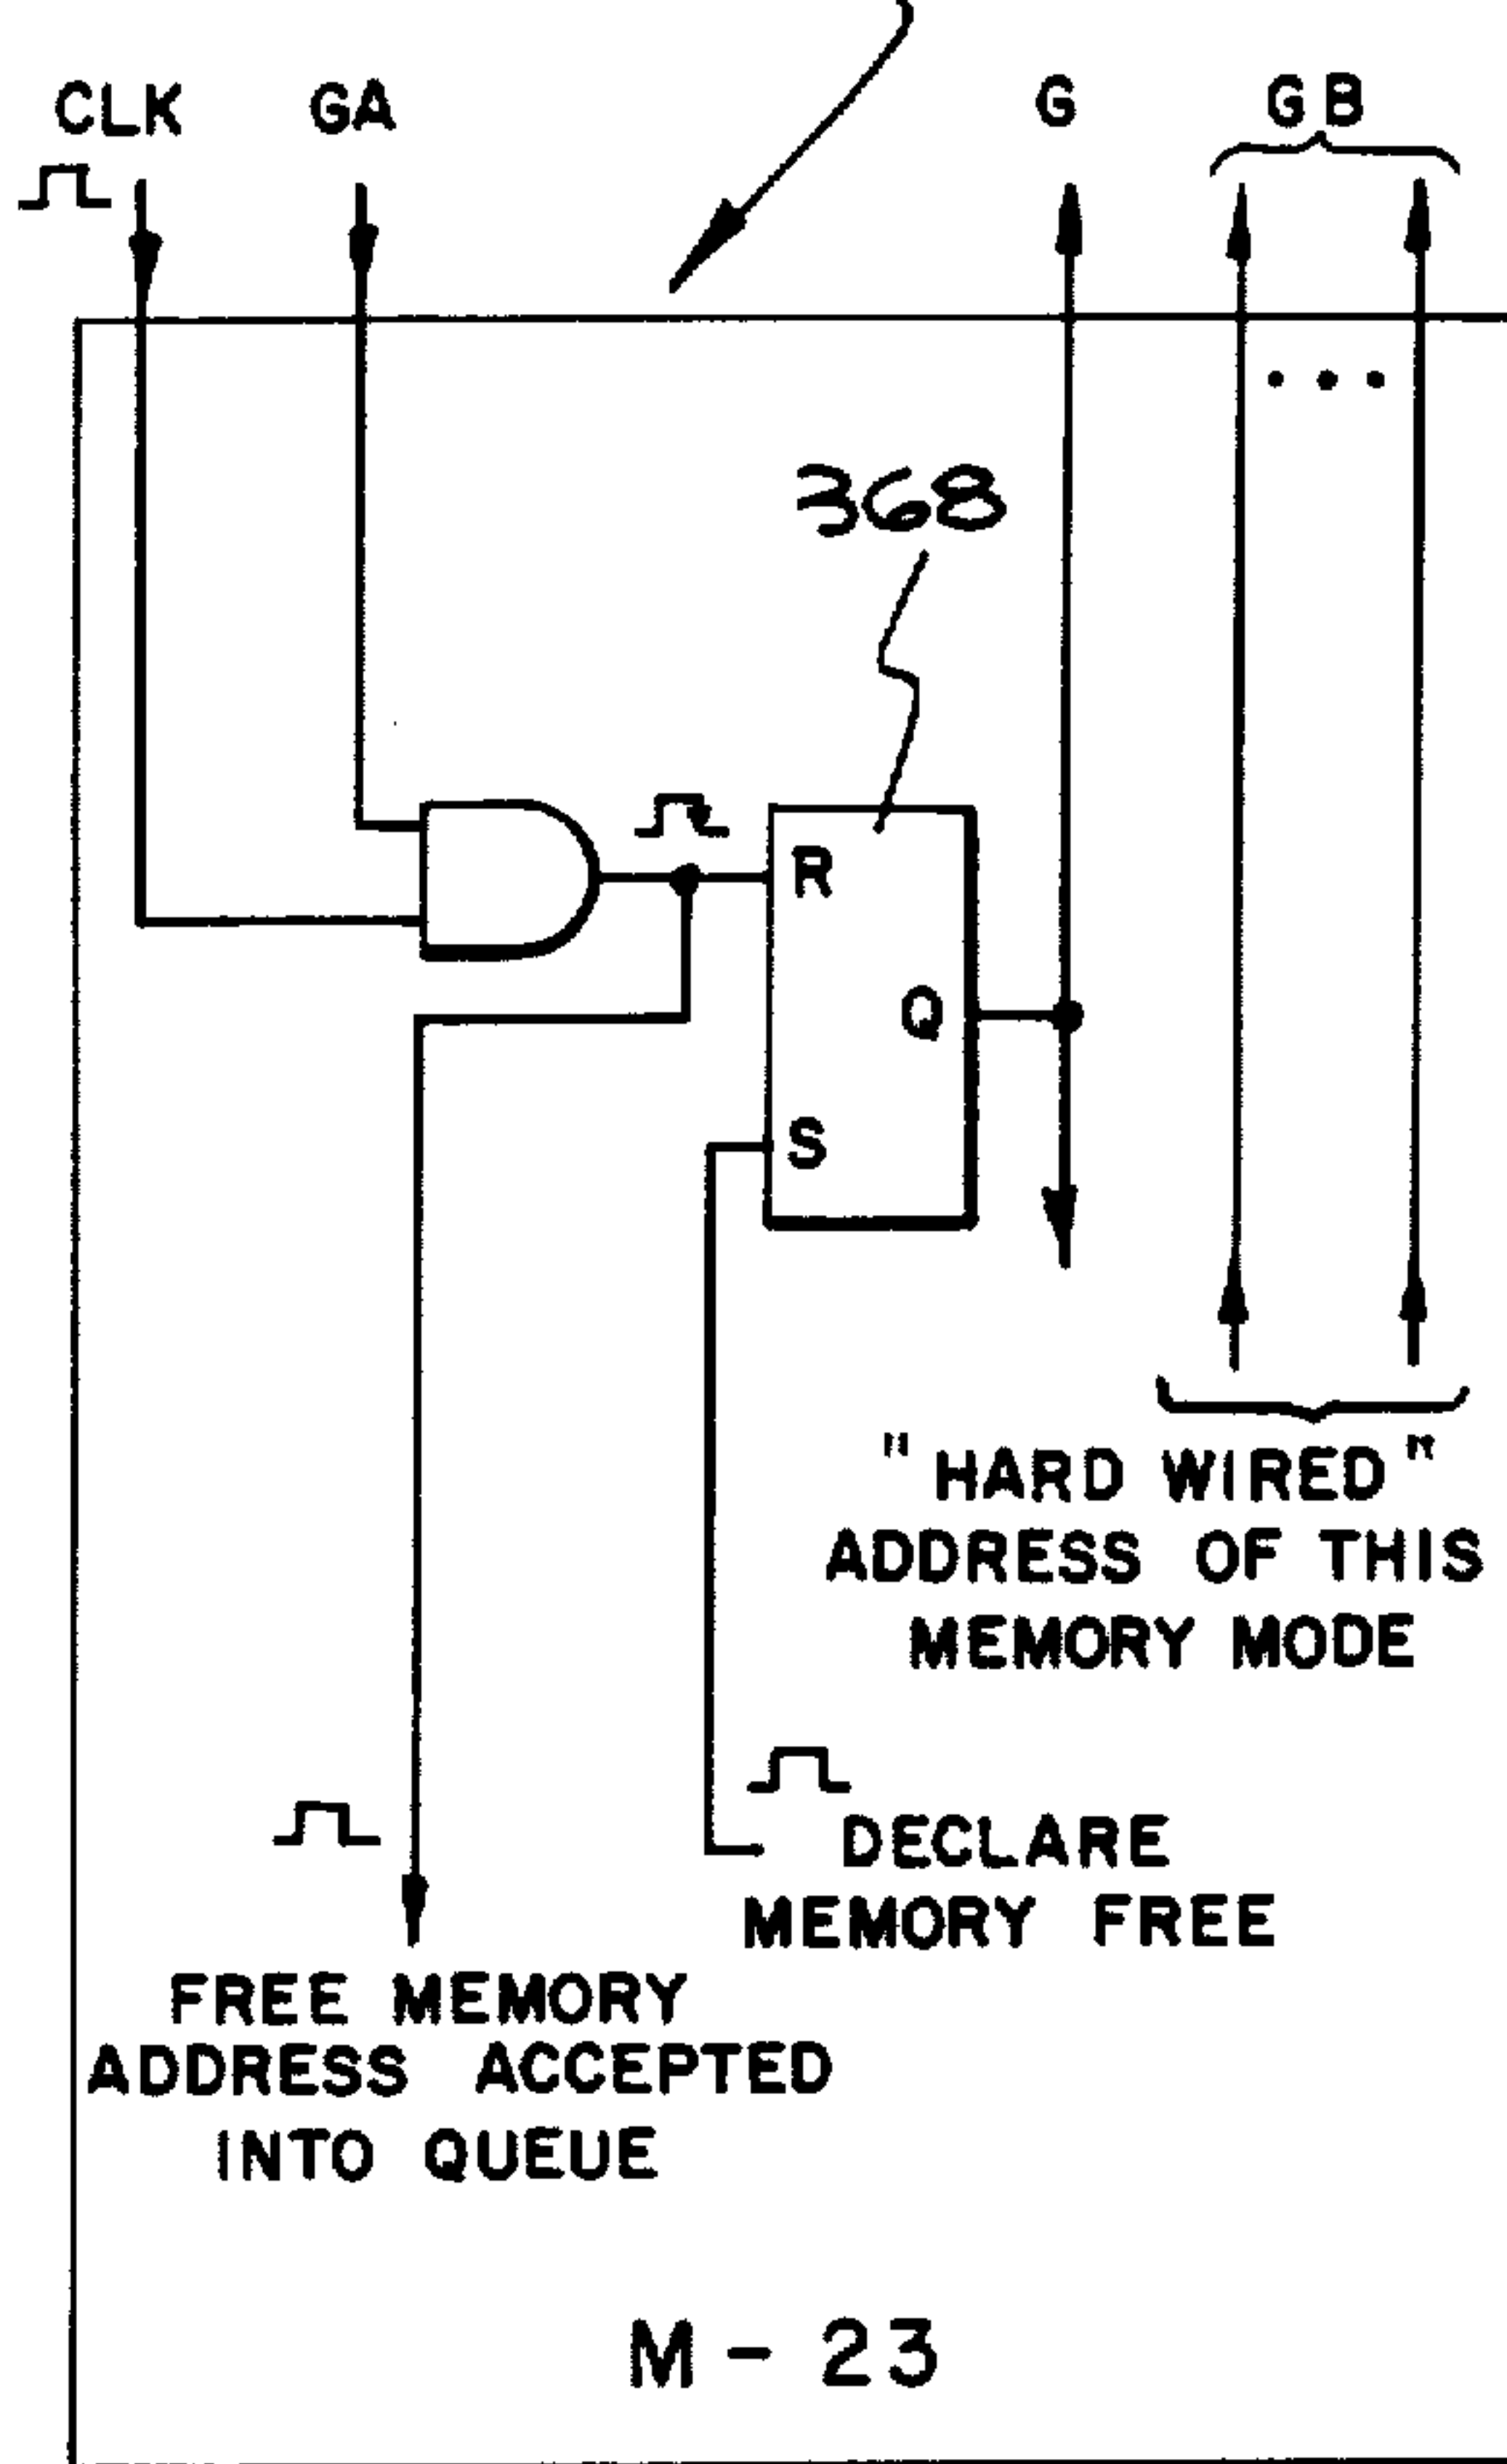 CLK GA G GB
368
R
Q
S
"HARD WIRED"
ADDRESS OF THIS
MEMORY MODE
DECLARE
MEMORY FREE
FREE MEMORY
ADDRESS ACCEPTED
INTO QUEUE
M-23